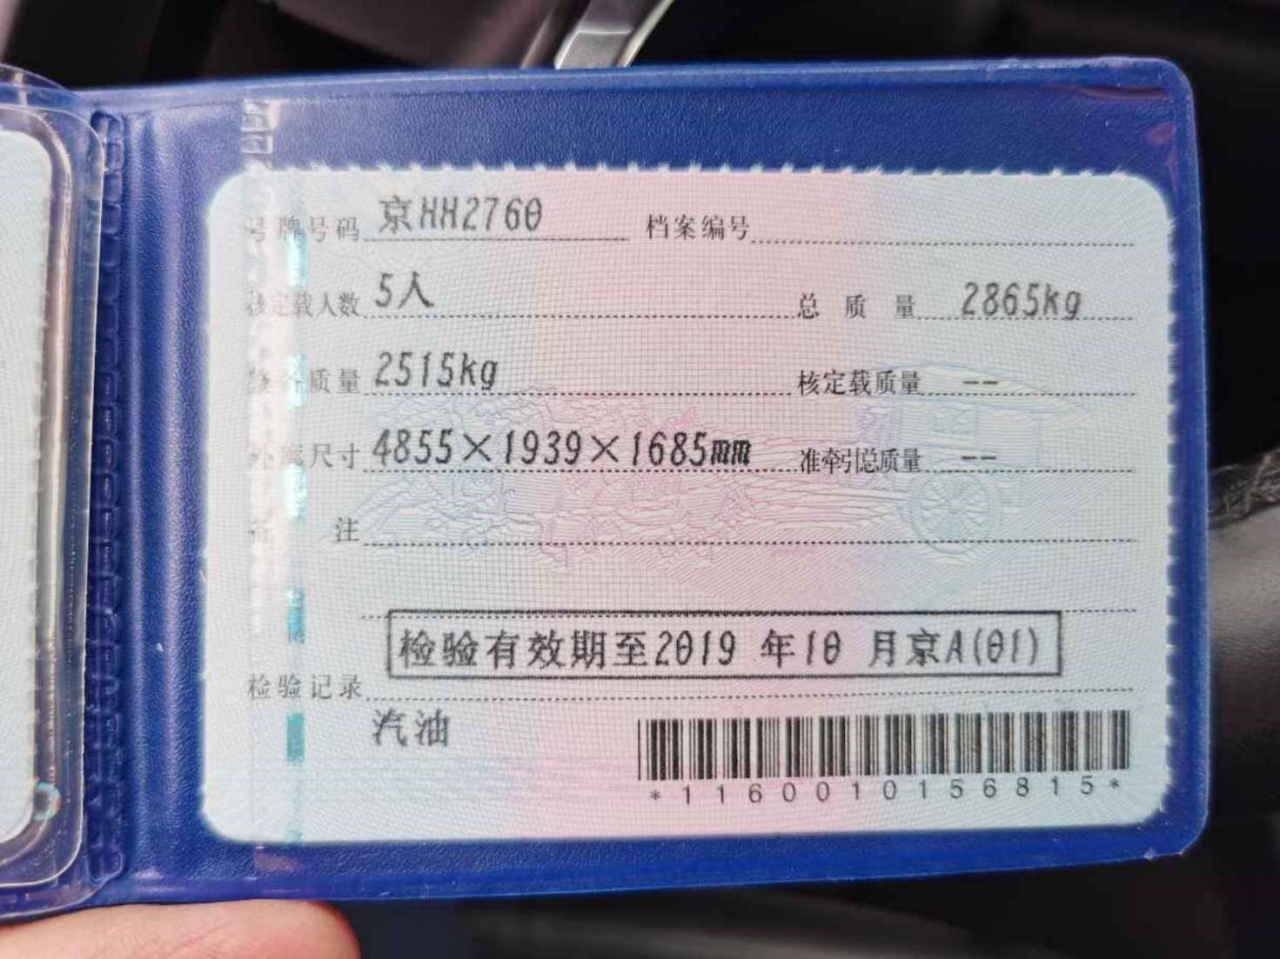 号牌号码 京HH2760 档案编号
核定载人数 5人 总质量 2865kg
质量 2515kg 核定载质量 --
外廓尺寸 4855×1939×1685mm 准牵引总质量 --
注
检验有效期至2019 年10 月京A(01)
检验记录
汽油
*1160010156815*